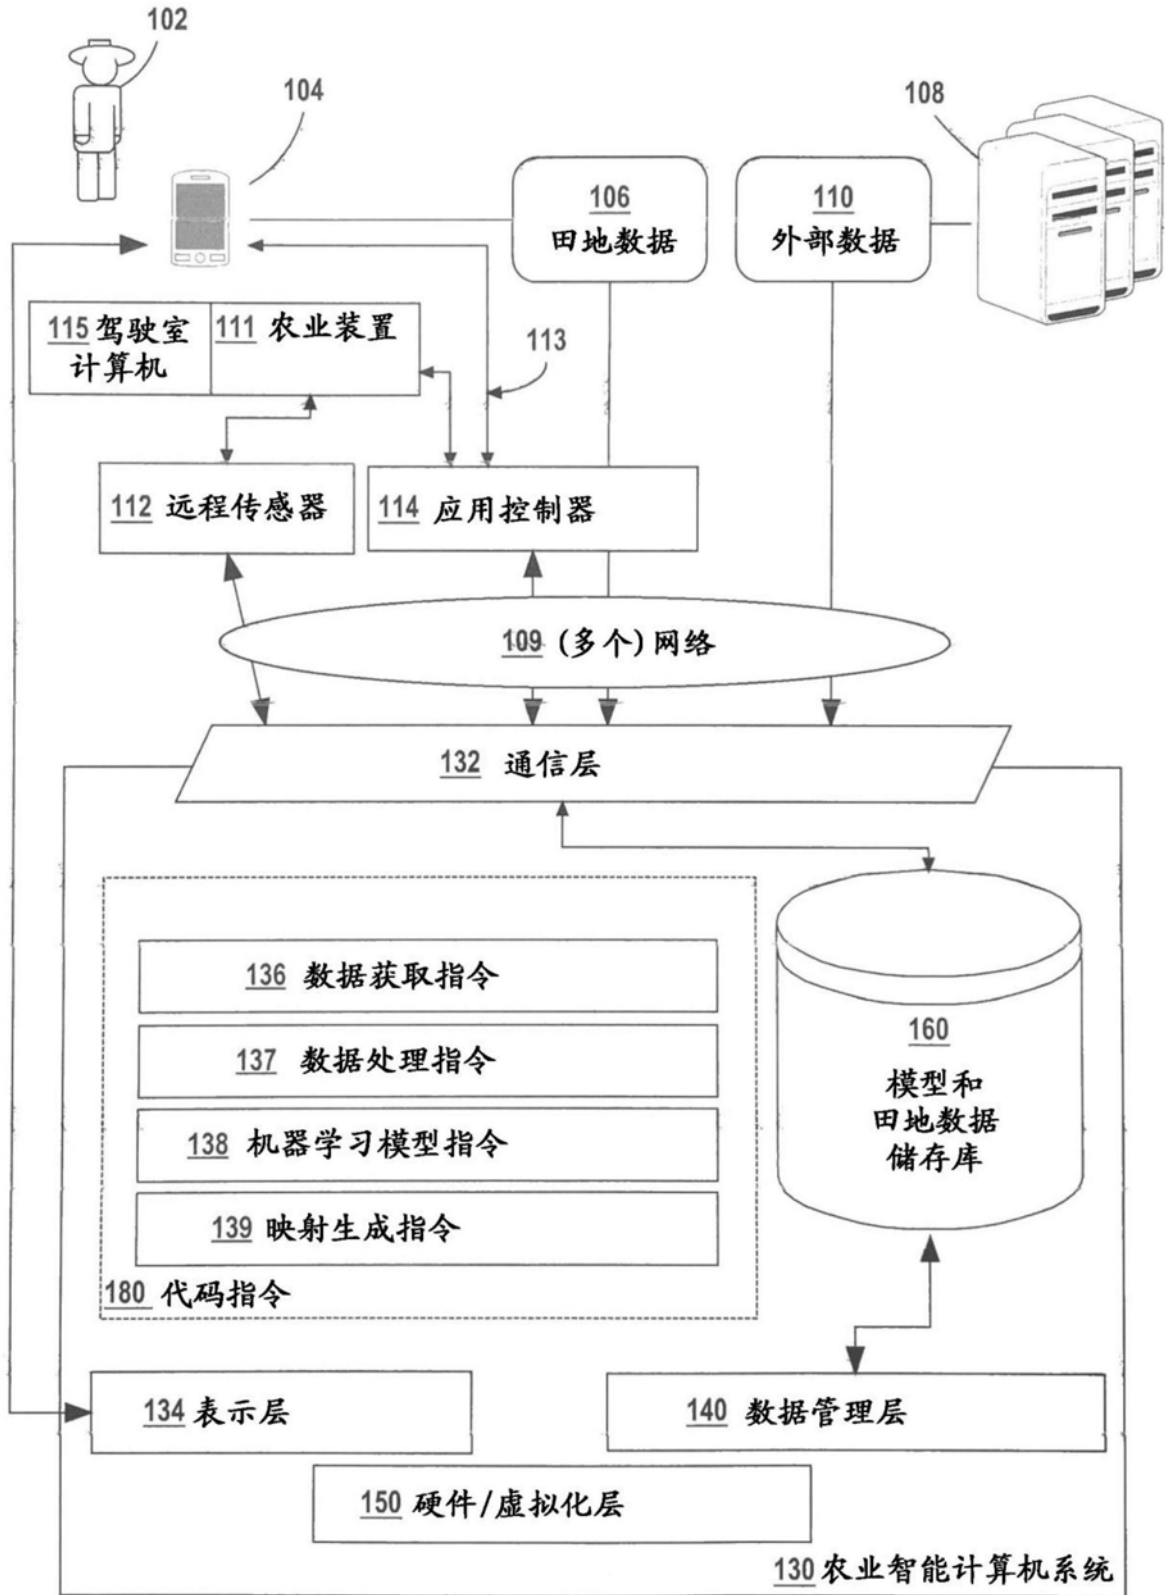 102
104
108
106
田地数据
110
外部数据
115 驾驶室
计算机
111 农业装置
113
112 远程传感器
114 应用控制器
109 (多个) 网络
132 通信层
136 数据获取指令
137 数据处理指令
138 机器学习模型指令
139 映射生成指令
180 代码指令
160
模型和
田地数据
储存库
134 表示层
140 数据管理层
150 硬件/虚拟化层
130 农业智能计算机系统